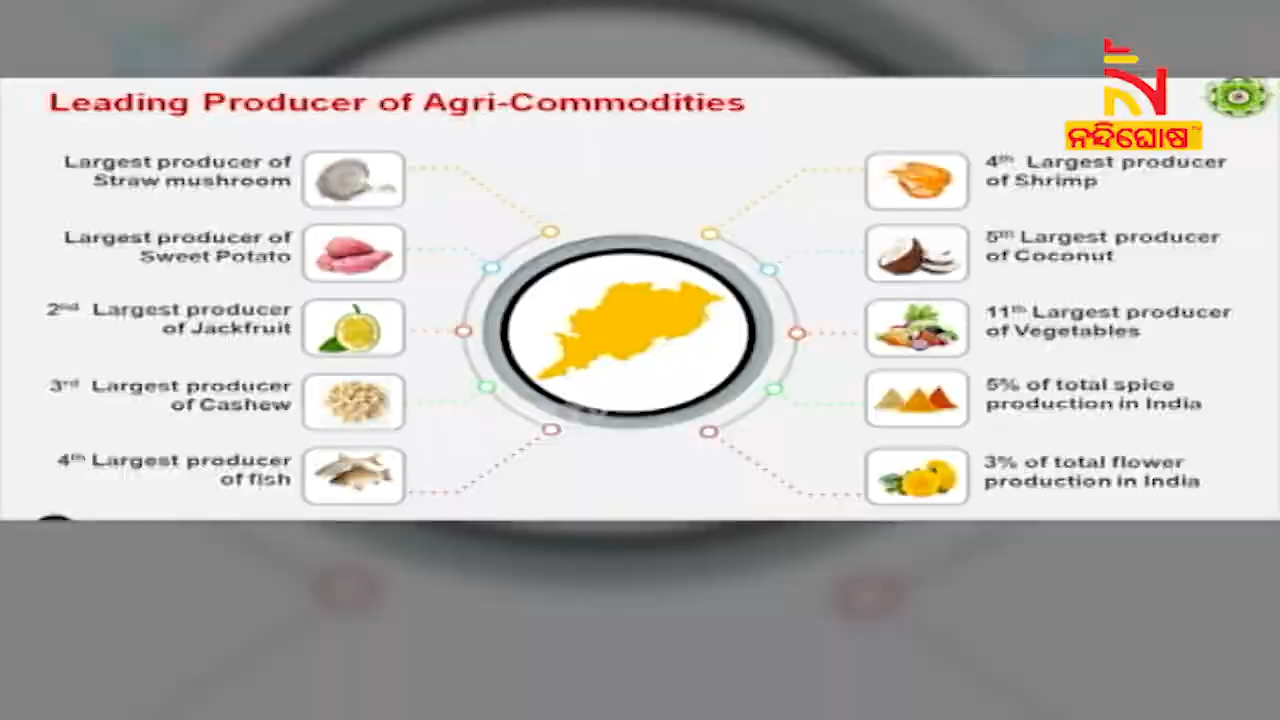 ନନ୍ଦିଘୋଷ
Leading Producer of Agri-Commodities
Largest producer of
Straw mushroom
Largest producer of
Sweet Potato
2nd Largest producer
of Jackfruit
3rd Largest producer
of Cashew
4th Largest producer
of fish
4th Largest producer
of Shrimp
5th Largest producer
of Coconut
11th Largest producer
of Vegetables
5% of total spice
production in India
3% of total flower
production in India